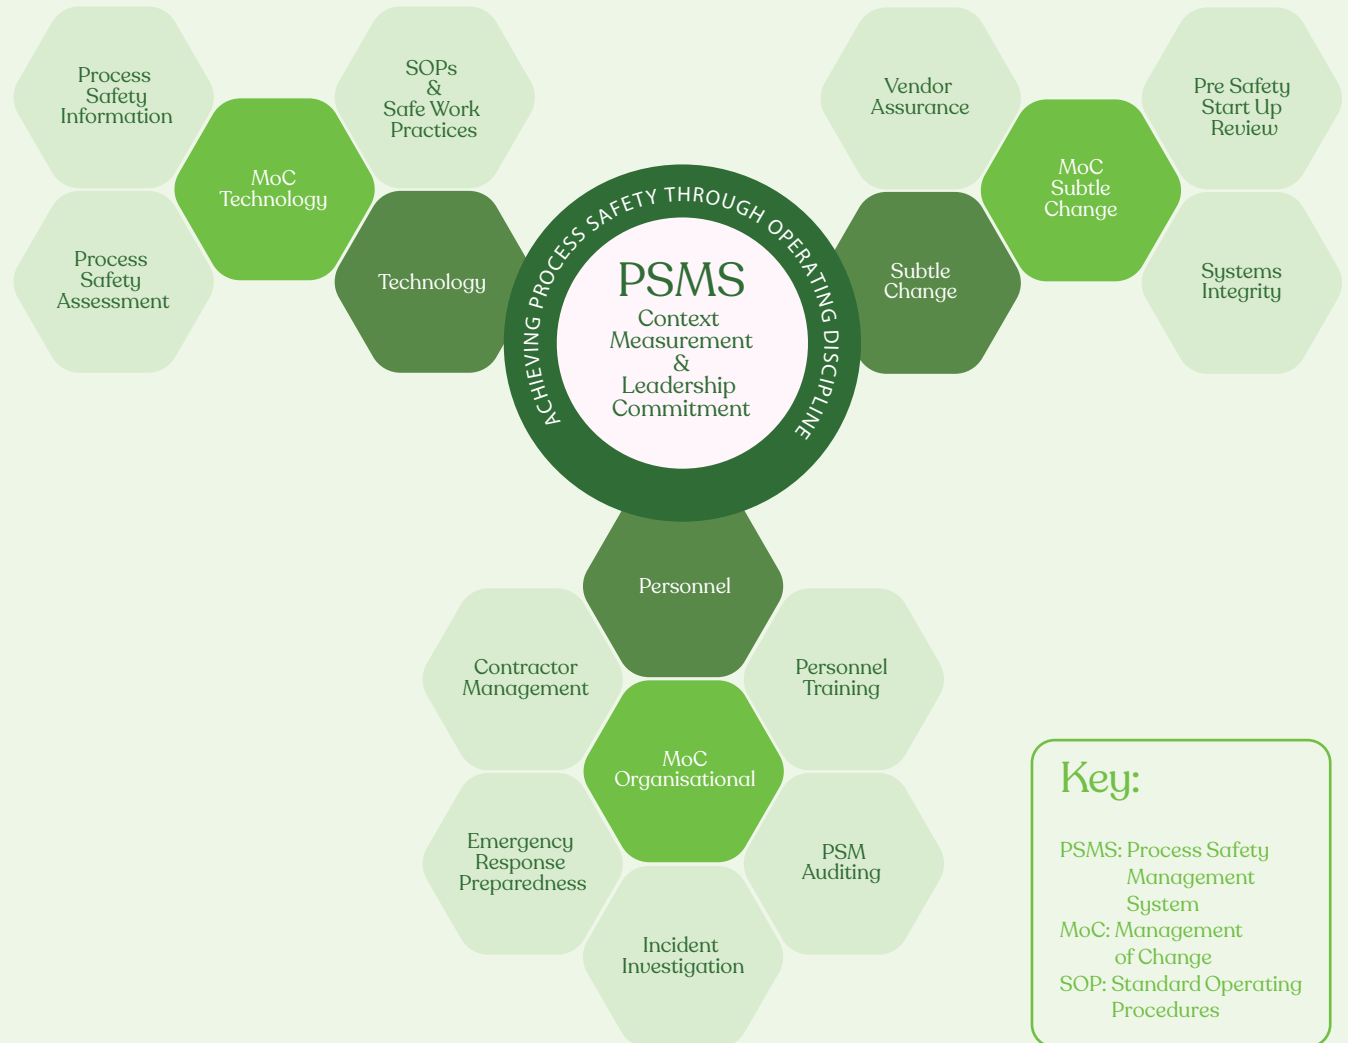 Process
Safety
Information
SOPs
&
Safe Work
Practices
MoC
Technology
Process
Safety
Assessment
Technology
ACHIEVING PROCESS SAFETY THROUGH OPERATING DISCIPLINE
PSMS
Context
Measurement
&
Leadership
Commitment
Vendor
Assurance
Pre Safety
Start Up
Review
MoC
Subtle
Change
Subtle
Change
Systems
Integrity
Personnel
Contractor
Management
Personnel
Training
MoC
Organisational
Emergency
Response
Preparedness
PSM
Auditing
Incident
Investigation
Key:
PSMS: Process Safety
Management
System
MoC: Management
of Change
SOP: Standard Operating
Procedures